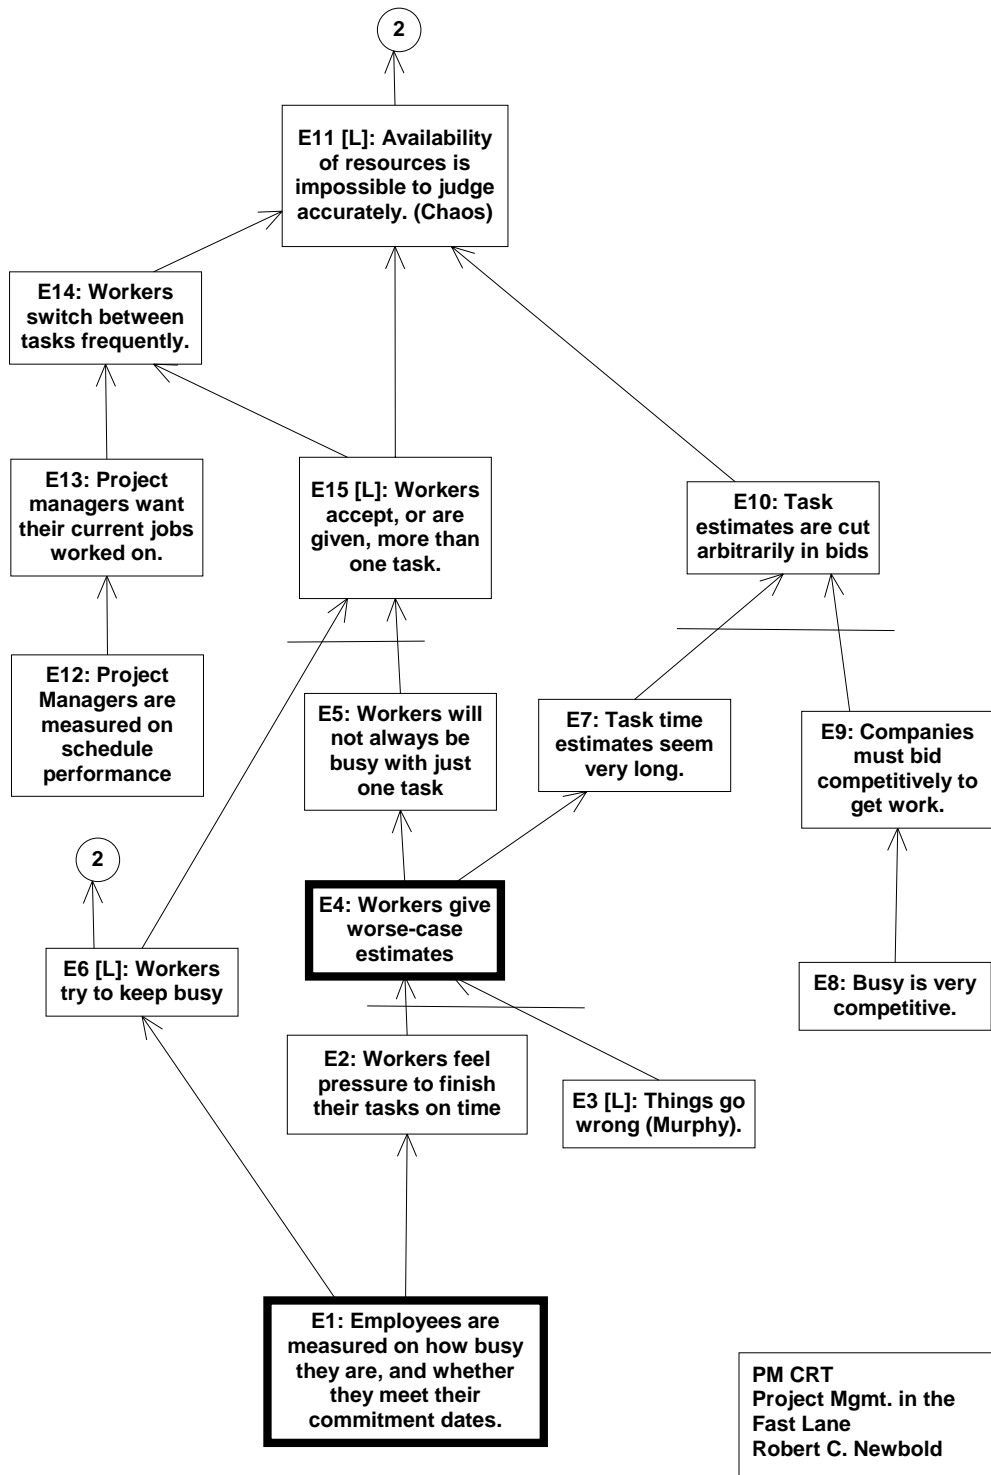 2
E11 [L]: Availability
of resources is
impossible to judge
accurately. (Chaos)
E14: Workers
switch between
tasks frequently.
E13: Project
managers want
their current jobs
worked on.
E15 [L]: Workers
accept, or are
given, more than
one task.
E10: Task
estimates are cut
arbitrarily in bids
E12: Project
Managers are
measured on
schedule
performance
E5: Workers will
not always be
busy with just
one task
E7: Task time
estimates seem
very long.
E9: Companies
must bid
competitively to
get work.
2
E4: Workers give
worse-case
estimates
E6 [L]: Workers
try to keep busy
E8: Busy is very
competitive.
E2: Workers feel
pressure to finish
their tasks on time
E3 [L]: Things go
wrong (Murphy).
E1: Employees are
measured on how busy
they are, and whether
they meet their
commitment dates.
PM CRT
Project Mgmt. in the
Fast Lane
Robert C. Newbold